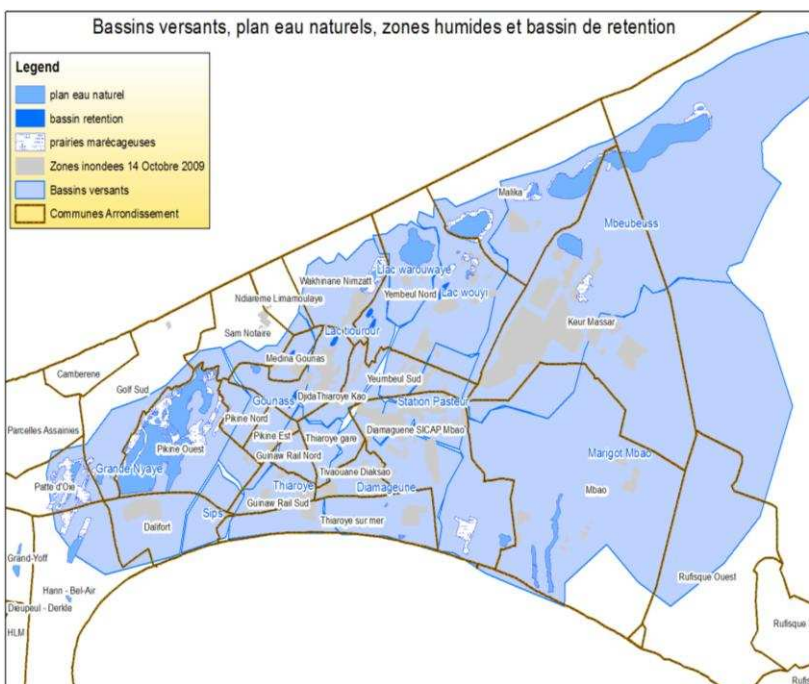 Bassins versants, plan eau naturels, zones humides et bassin de retention
Legend
plan eau naturel
bassin retention
prairies marécageuses
Zones inondees 14 Octobre 2009
Bassins versants
Communes Arrondissement
Malika
Mbeubeuss
Lac warouwaye
Wakhinane Nimzatt
Yembeul Nord
Lac wouyi
Ndiareme Limamoulaye
Sam Notaire
Lac tiourour
Keur Massar
Medina Gounas
Camberene
Golf Sud
Yeumbeul Sud
Gounass
Djida Thiaroye Kao
Station Pasteur
Parcelles Assainies
Pikine Nord
Pikine Est
Thiaroye gare
Diamaguene SICAP Mbao
Pikine Ouest
Guinaw Rail Nord
Marigot Mbao
Grande Nyaye
Tivaouane Diaksao
Patte d'Oie
Thiaroye
Diamageune
Mbao
Guinaw Rail Sud
Sips
Dalifort
Thiaroye sur mer
Grand-Yoff
Rufisque Ouest
Hann - Bel-Air
Dieupeul - Derkle
HLM
Rufisque
Rufis